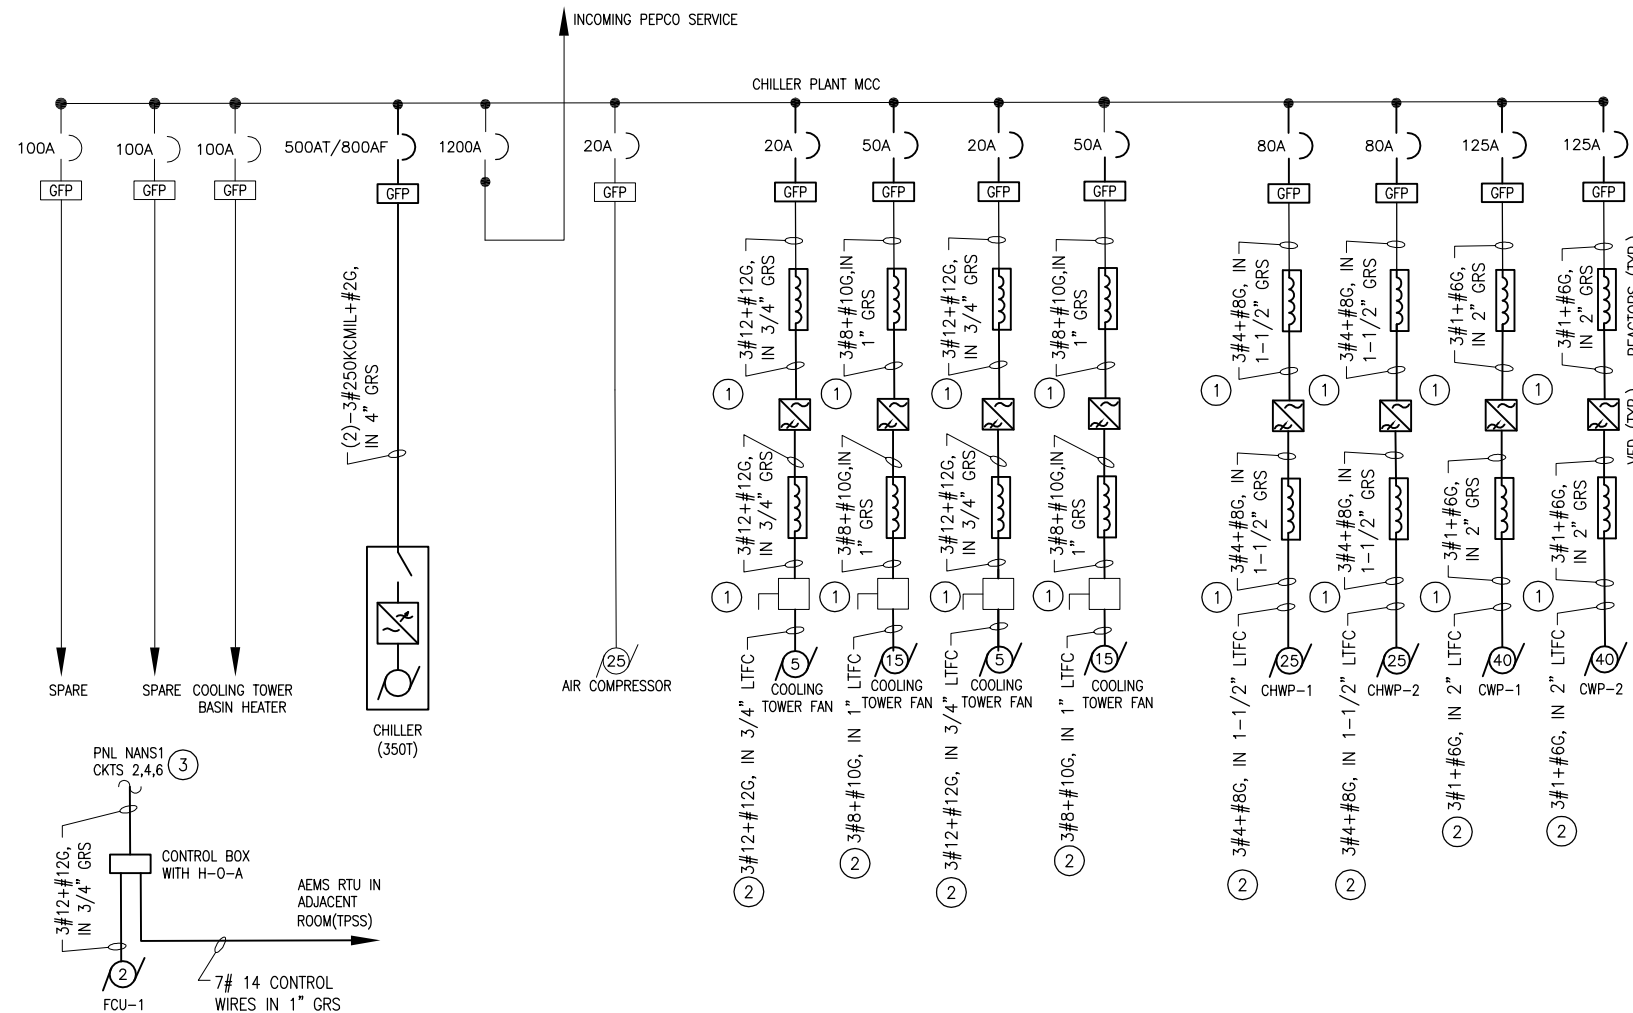 INCOMING PEPCO SERVICE
CHILLER PLANT MCC
100A
100A
100A
500AT/800AF
1200A
20A
20A
50A
20A
50A
80A
80A
125A
125A
GFP
GFP
GFP
GFP
GFP
GFP
GFP
GFP
GFP
GFP
GFP
GFP
GFP
(2)-3#250KCMIL+#2G,
IN 4" GRS
3#12+#12G,
IN 3/4" GRS
3#8+#10G,IN
1" GRS
3#12+#12G,
IN 3/4" GRS
3#8+#10G,IN
1" GRS
3#4+#8G, IN
1-1/2" GRS
3#4+#8G, IN
1-1/2" GRS
3#1+#6G,
IN 2" GRS
3#1+#6G,
IN 2" GRS
REACTORS (TYP.)
1
1
1
1
1
1
1
1
VFD (TYP.)
3#12+#12G,
IN 3/4" GRS
3#8+#10G,IN
1" GRS
3#12+#12G,
IN 3/4" GRS
3#8+#10G,IN
1" GRS
3#4+#8G, IN
1-1/2" GRS
3#4+#8G, IN
1-1/2" GRS
3#1+#6G,
IN 2" GRS
3#1+#6G,
IN 2" GRS
1
1
1
1
1
1
1
1
SPARE
SPARE
COOLING TOWER
BASIN HEATER
CHILLER
(350T)
25
AIR COMPRESSOR
5
COOLING
TOWER FAN
15
COOLING
TOWER FAN
5
COOLING
TOWER FAN
15
COOLING
TOWER FAN
25
CHWP-1
25
CHWP-2
40
CWP-1
40
CWP-2
3#12+#12G, IN 3/4" LTFC
2
3#8+#10G, IN 1" LTFC
2
3#12+#12G, IN 3/4" LTFC
2
3#8+#10G, IN 1" LTFC
2
3#4+#8G, IN 1-1/2" LTFC
2
3#4+#8G, IN 1-1/2" LTFC
2
3#1+#6G, IN 2" LTFC
2
3#1+#6G, IN 2" LTFC
2
PNL NANS1
CKTS 2,4,6
3
3#12+#12G,
IN 3/4" GRS
CONTROL BOX
WITH H-O-A
AEMS RTU IN
ADJACENT
ROOM(TPSS)
2
FCU-1
7# 14 CONTROL
WIRES IN 1" GRS